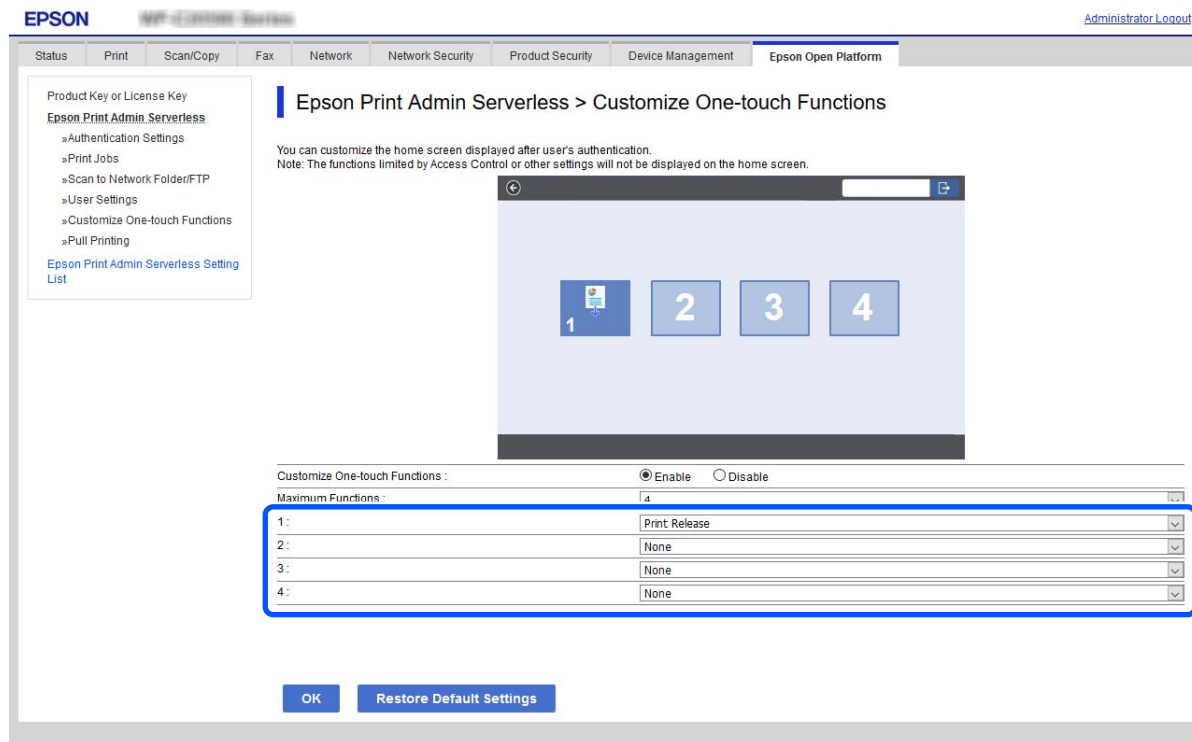 EPSON
Administrator Logout
Status Print Scan/Copy Fax Network Network Security Product Security Device Management Epson Open Platform
Product Key or License Key
Epson Print Admin Serverless
»Authentication Settings
»Print Jobs
»Scan to Network Folder/FTP
»User Settings
»Customize One-touch Functions
»Pull Printing
Epson Print Admin Serverless Setting
List
Epson Print Admin Serverless > Customize One-touch Functions
You can customize the home screen displayed after user's authentication.
Note: The functions limited by Access Control or other settings will not be displayed on the home screen.
1 2 3 4
Customize One-touch Functions : Enable Disable
Maximum Functions : 4
1 : Print Release
2 : None
3 : None
4 : None
OK Restore Default Settings